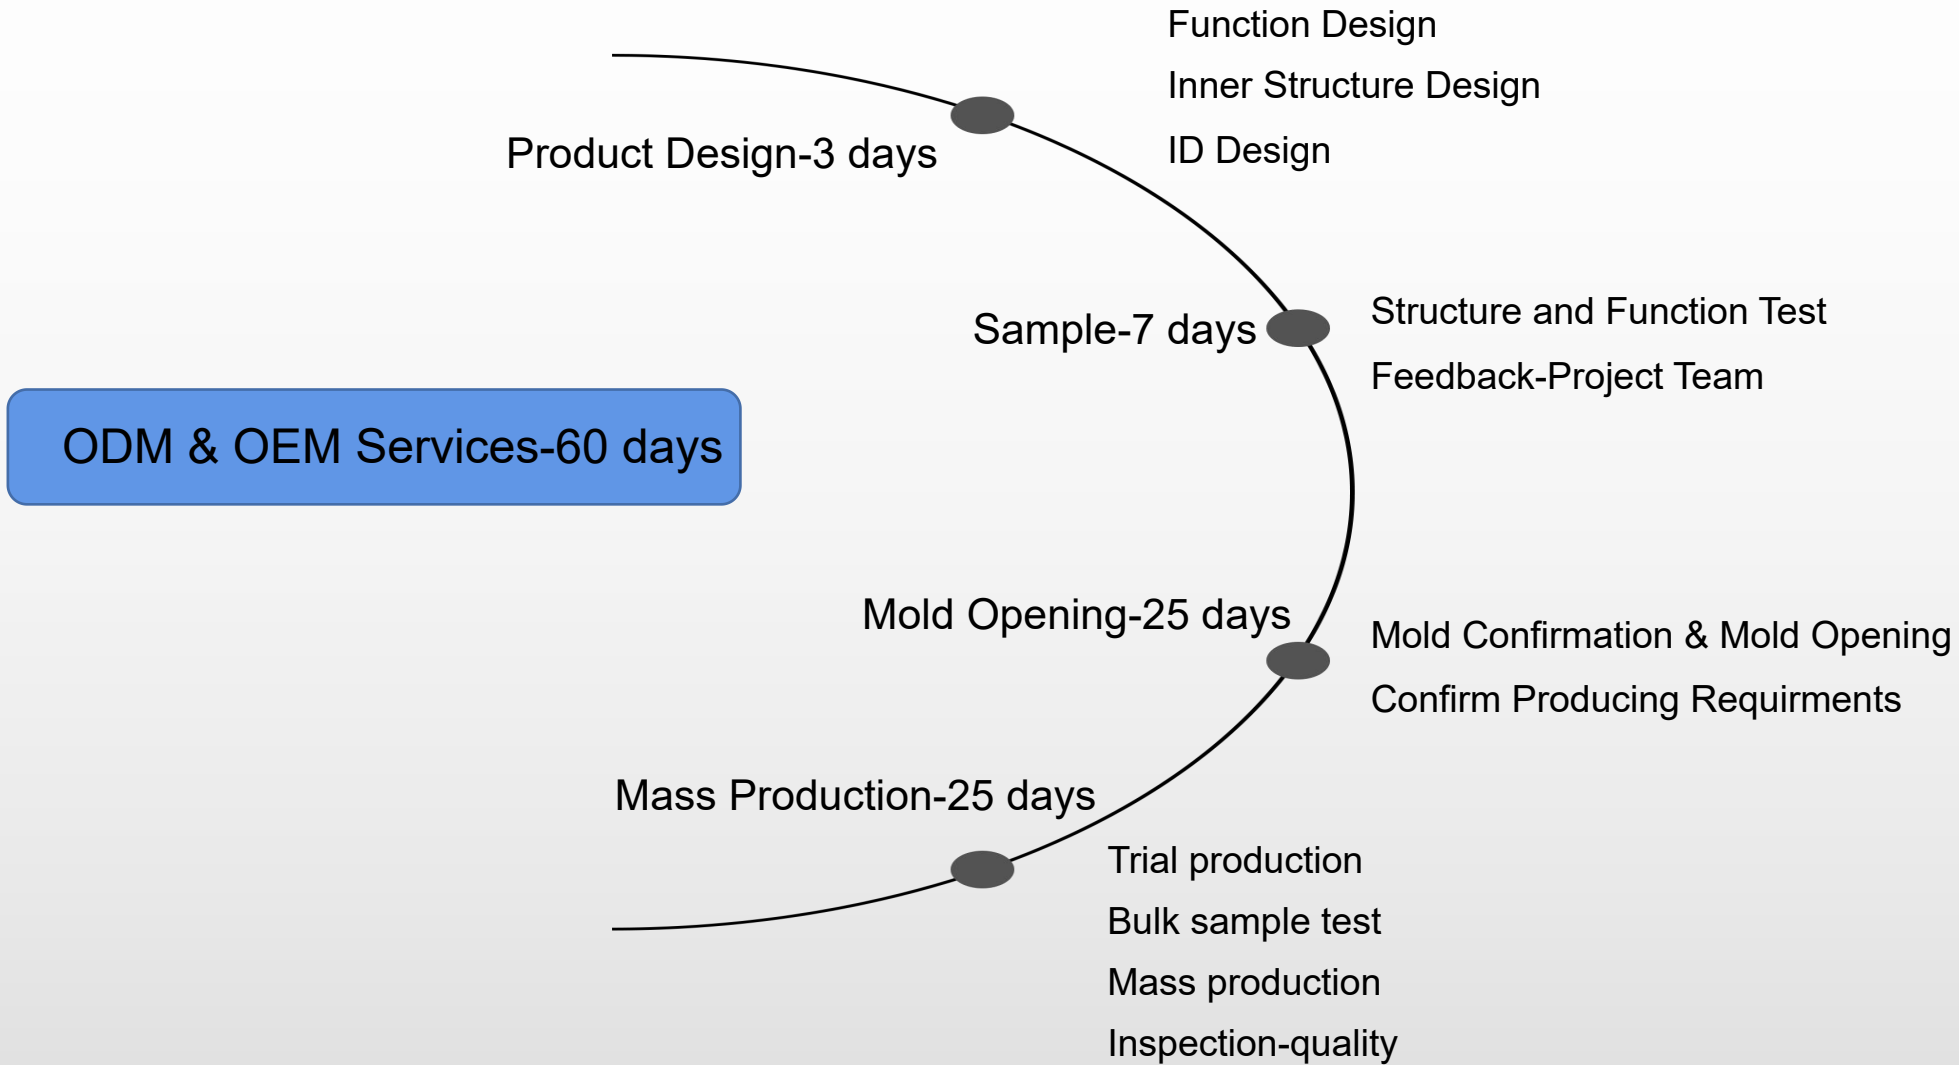 Function Design
Inner Structure Design
ID Design
Product Design-3 days
Structure and Function Test
Feedback-Project Team
Sample-7 days
ODM & OEM Services-60 days
Mold Opening-25 days
Mold Confirmation & Mold Opening
Confirm Producing Requirments
Mass Production-25 days
Trial production
Bulk sample test
Mass production
Inspection-quality